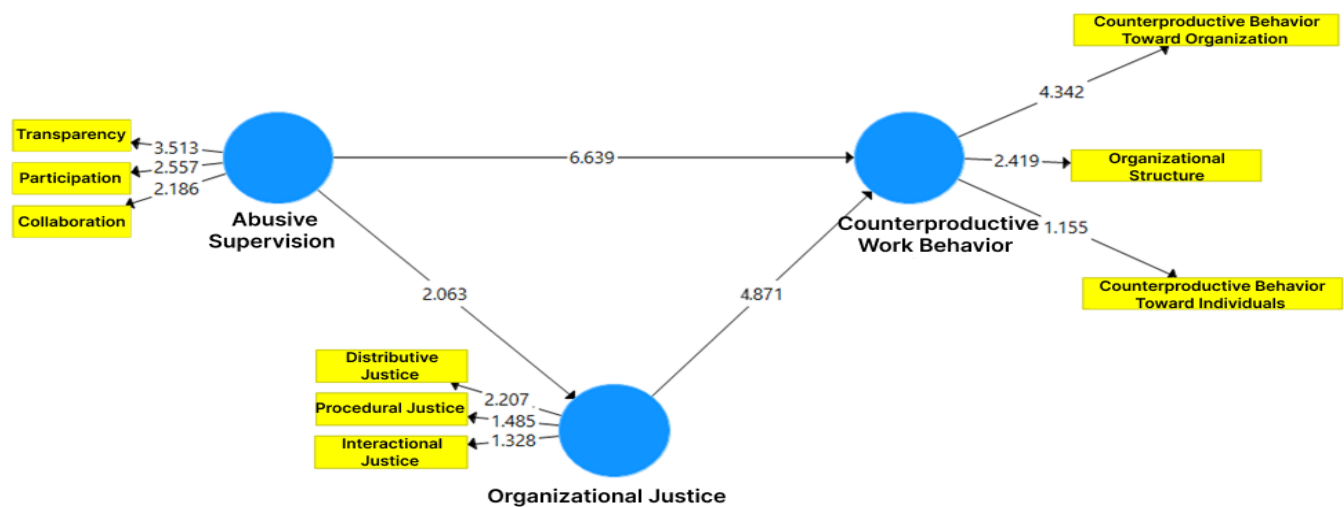 Counterproductive Behavior
Toward Organization
4.342
Transparency
3.513
Participation
2.557
Collaboration
2.186
Abusive
Supervision
6.639
2.419
Organizational
Structure
Counterproductive
Work Behavior
1.155
Counterproductive Behavior
Toward Individuals
2.063
4.871
Distributive
Justice
2.207
Procedural Justice
1.485
Interactional
Justice
1.328
Organizational Justice